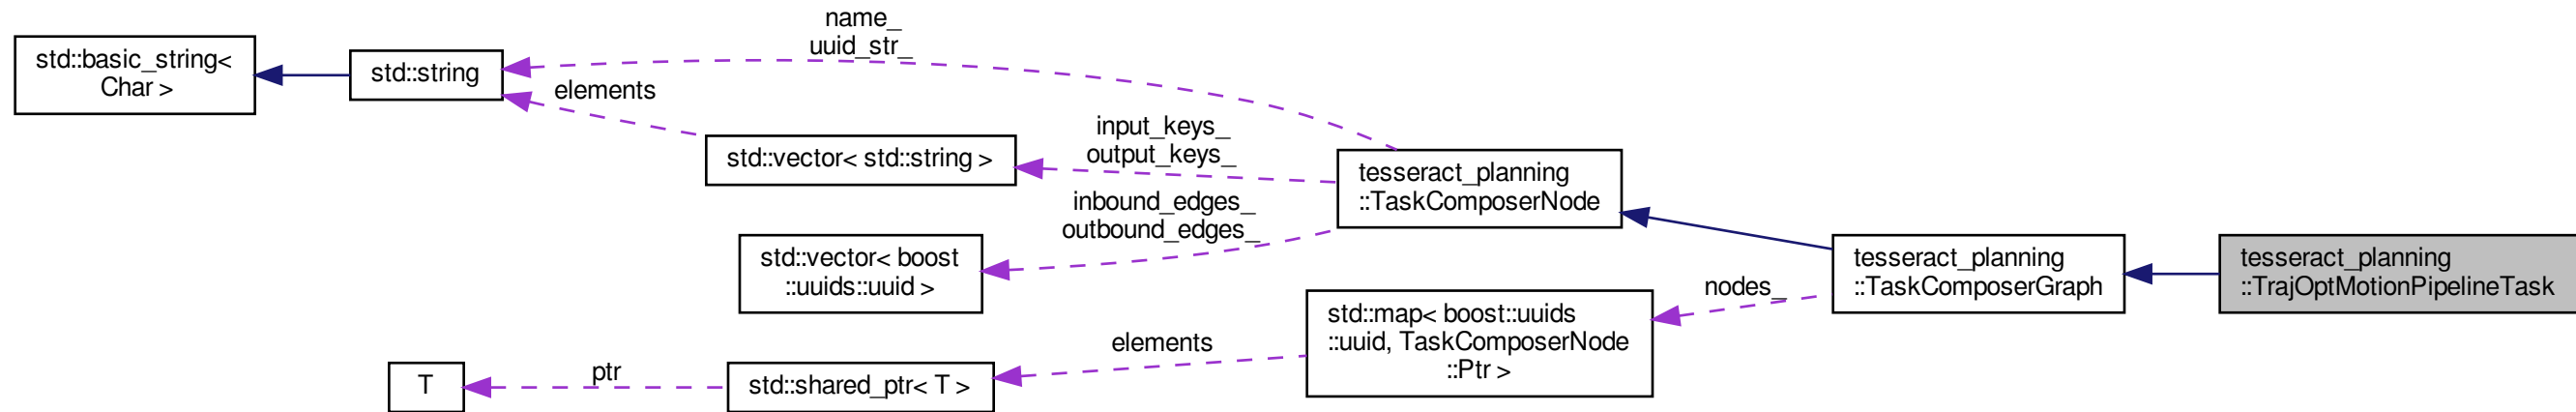 name_
uuid_str_
std::basic_string<
Char >
std::string
elements
input_keys_
output_keys_
std::vector< std::string >
tesseract_planning
::TaskComposerNode
inbound_edges_
outbound_edges_
std::vector< boost
::uuids::uuid >
tesseract_planning
::TaskComposerGraph
tesseract_planning
::TrajOptMotionPipelineTask
nodes_
std::map< boost::uuids
::uuid, TaskComposerNode
::Ptr >
elements
ptr
T
std::shared_ptr< T >